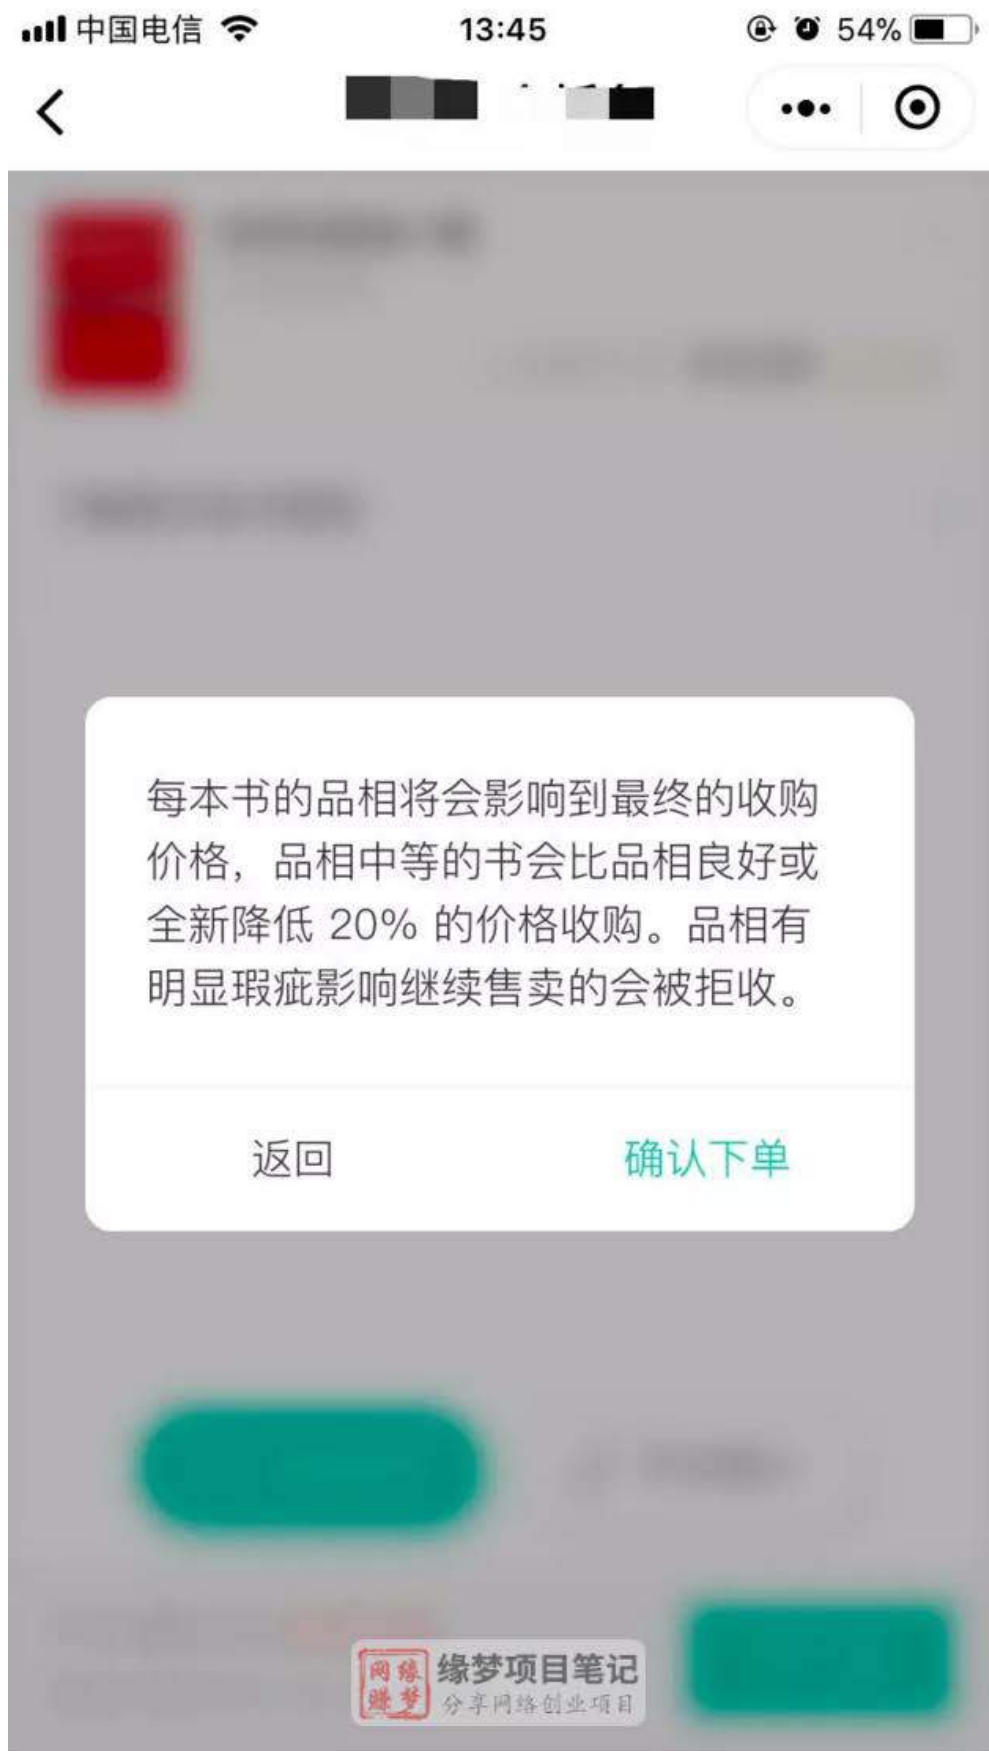 中国电信
13:45
54%
每本书的品相将会影响到最终的收购
价格，品相中等的书会比品相良好或
全新降低 20% 的价格收购。品相有
明显瑕疵影响继续售卖的会被拒收。
返回
确认下单
网缘
赚梦
缘梦项目笔记
分享网络创业项目